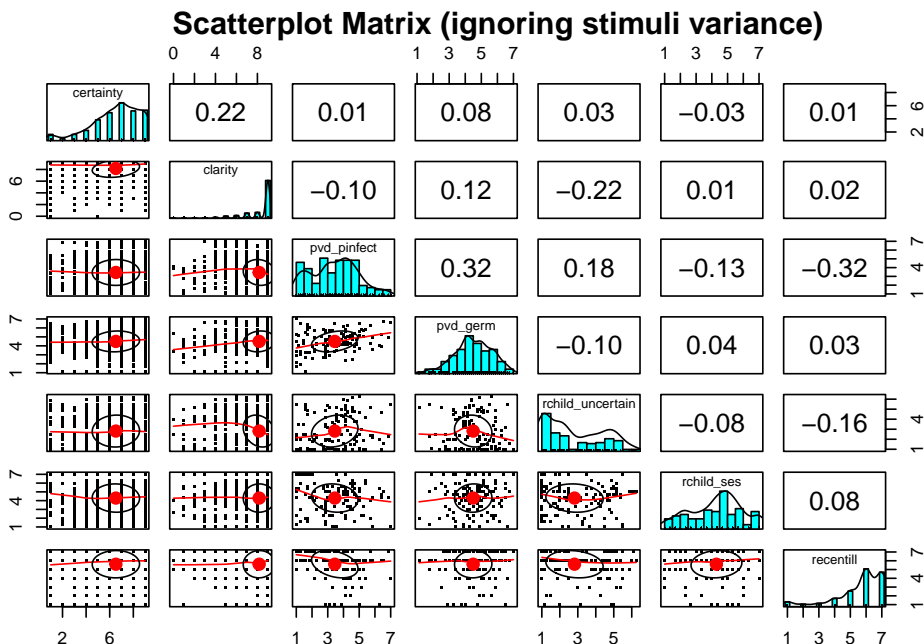 Scatterplot Matrix (ignoring stimuli variance)
0 4 8 1 3 5 7 1 3 5 7
certainty 0.22 0.01 0.08 0.03 −0.03 0.01 2 6
0 6 clarity −0.10 0.12 −0.22 0.01 0.02
pvd_pinfect 0.32 0.18 −0.13 −0.32 1 4 7
1 4 7 pvd_germ −0.10 0.04 0.03
rchild_uncertain −0.08 −0.16 1 4
1 4 7 rchild_ses 0.08
recentill 1 4 7
2 6 1 3 5 7 1 3 5 1 3 5 7